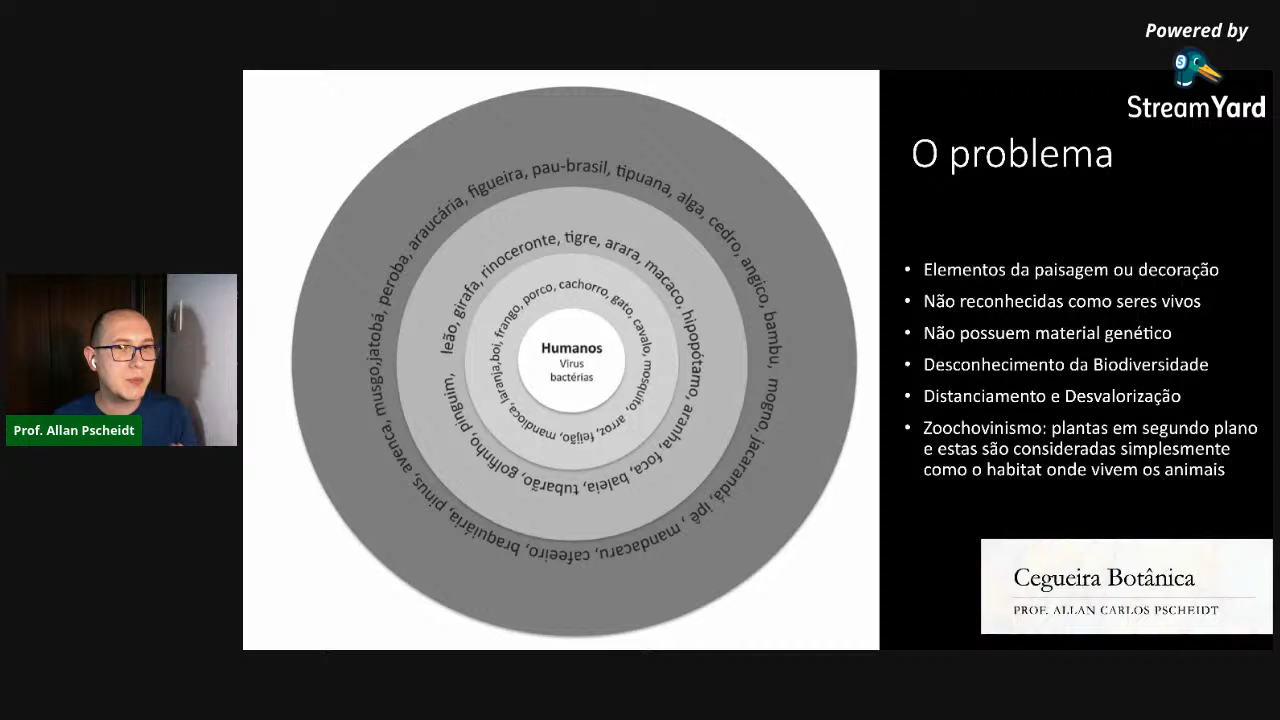 Powered by
StreamYard
O problema
pau-brasil, tipuana, alga, cedro, angico, bambu, mogno, jacarandá, ipê , mandacaru, cafeeiro, braquiária, pinus, avenca, musgo,jatobá, peroba, araucária, figueira,
leão, girafa, rinoceronte, tigre, arara, macaco, hipopótamo, aranha, foca, baleia, tubarão, golfinho, pinguim,
boi, frango, porco, cachorro, gato, cavalo, mosquito, arroz, feijão, mandioca, laranja,
Humanos
Virus
bactérias
• Elementos da paisagem ou decoração
• Não reconhecidas como seres vivos
• Não possuem material genético
• Desconhecimento da Biodiversidade
• Distanciamento e Desvalorização
• Zoochovinismo: plantas em segundo plano
e estas são consideradas simplesmente
como o habitat onde vivem os animais
Prof. Allan Pscheidt
Cegueira Botânica
PROF. ALLAN CARLOS PSCHEIDT